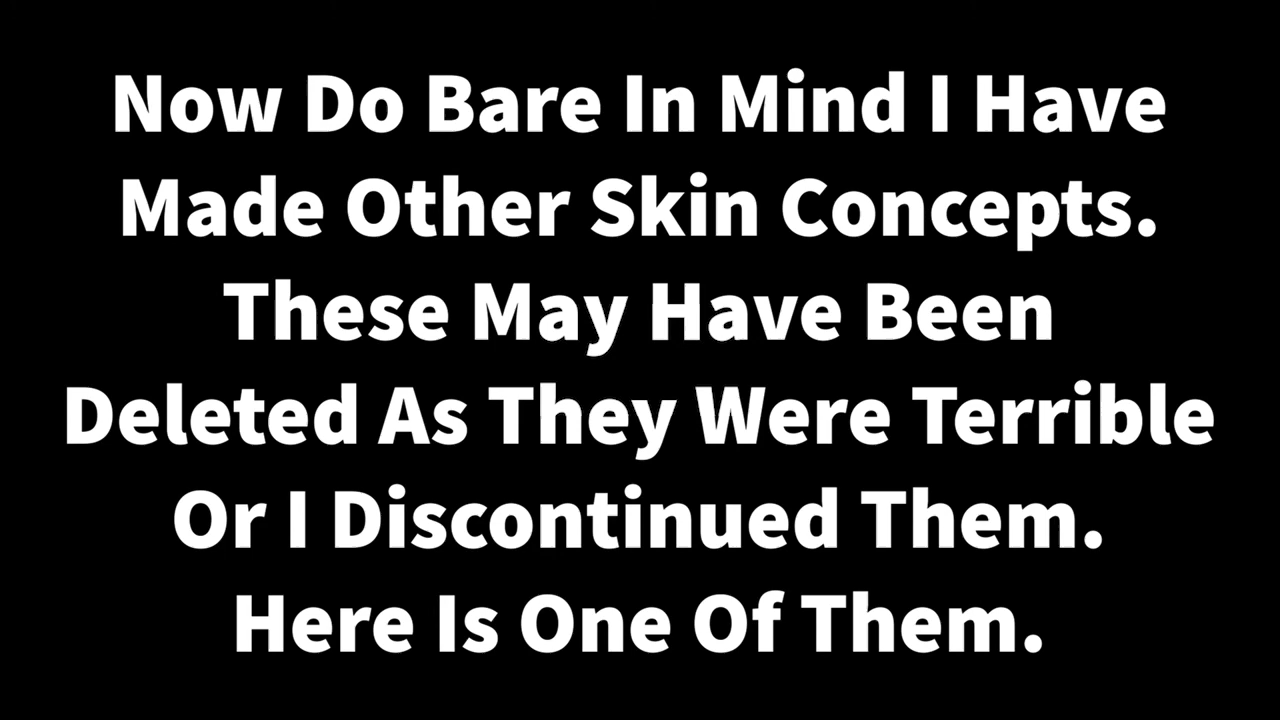 Now Do Bare In Mind I Have
Made Other Skin Concepts.
These May Have Been
Deleted As They Were Terrible
Or I Discontinued Them.
Here Is One Of Them.